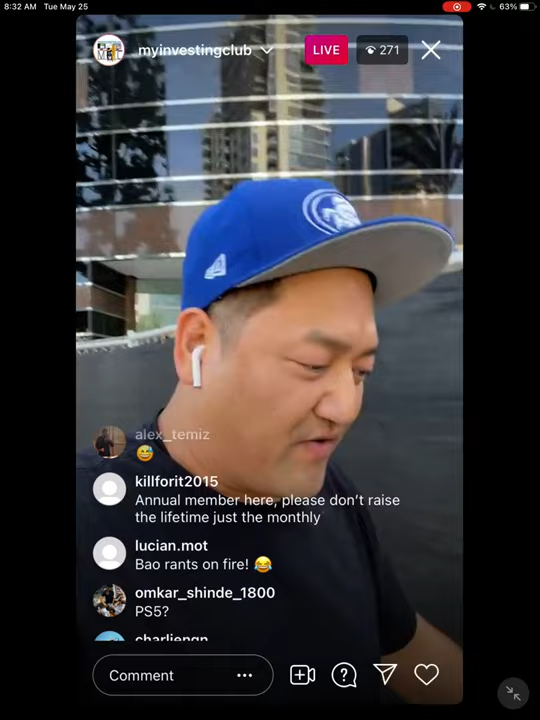 8:32 AM Tue May 25
63%
myinvestingclub
LIVE
271
alex_temiz
😅
killforit2015
Annual member here, please don't raise
the lifetime just the monthly
lucian.mot
Bao rants on fire! 😂
omkar_shinde_1800
PS5?
charliengn
Comment